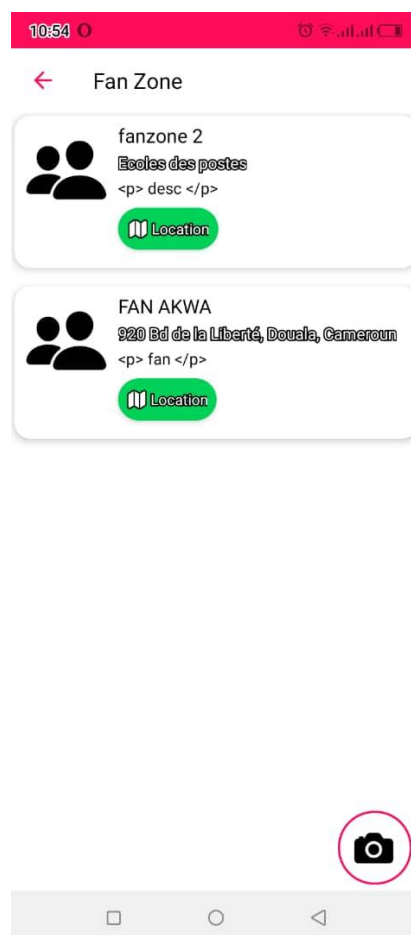 10:54
Fan Zone
fanzone 2
Ecoles des postes
<p> desc </p>
Location
FAN AKWA
920 Bd de la Liberté, Douala, Cameroun
<p> fan </p>
Location